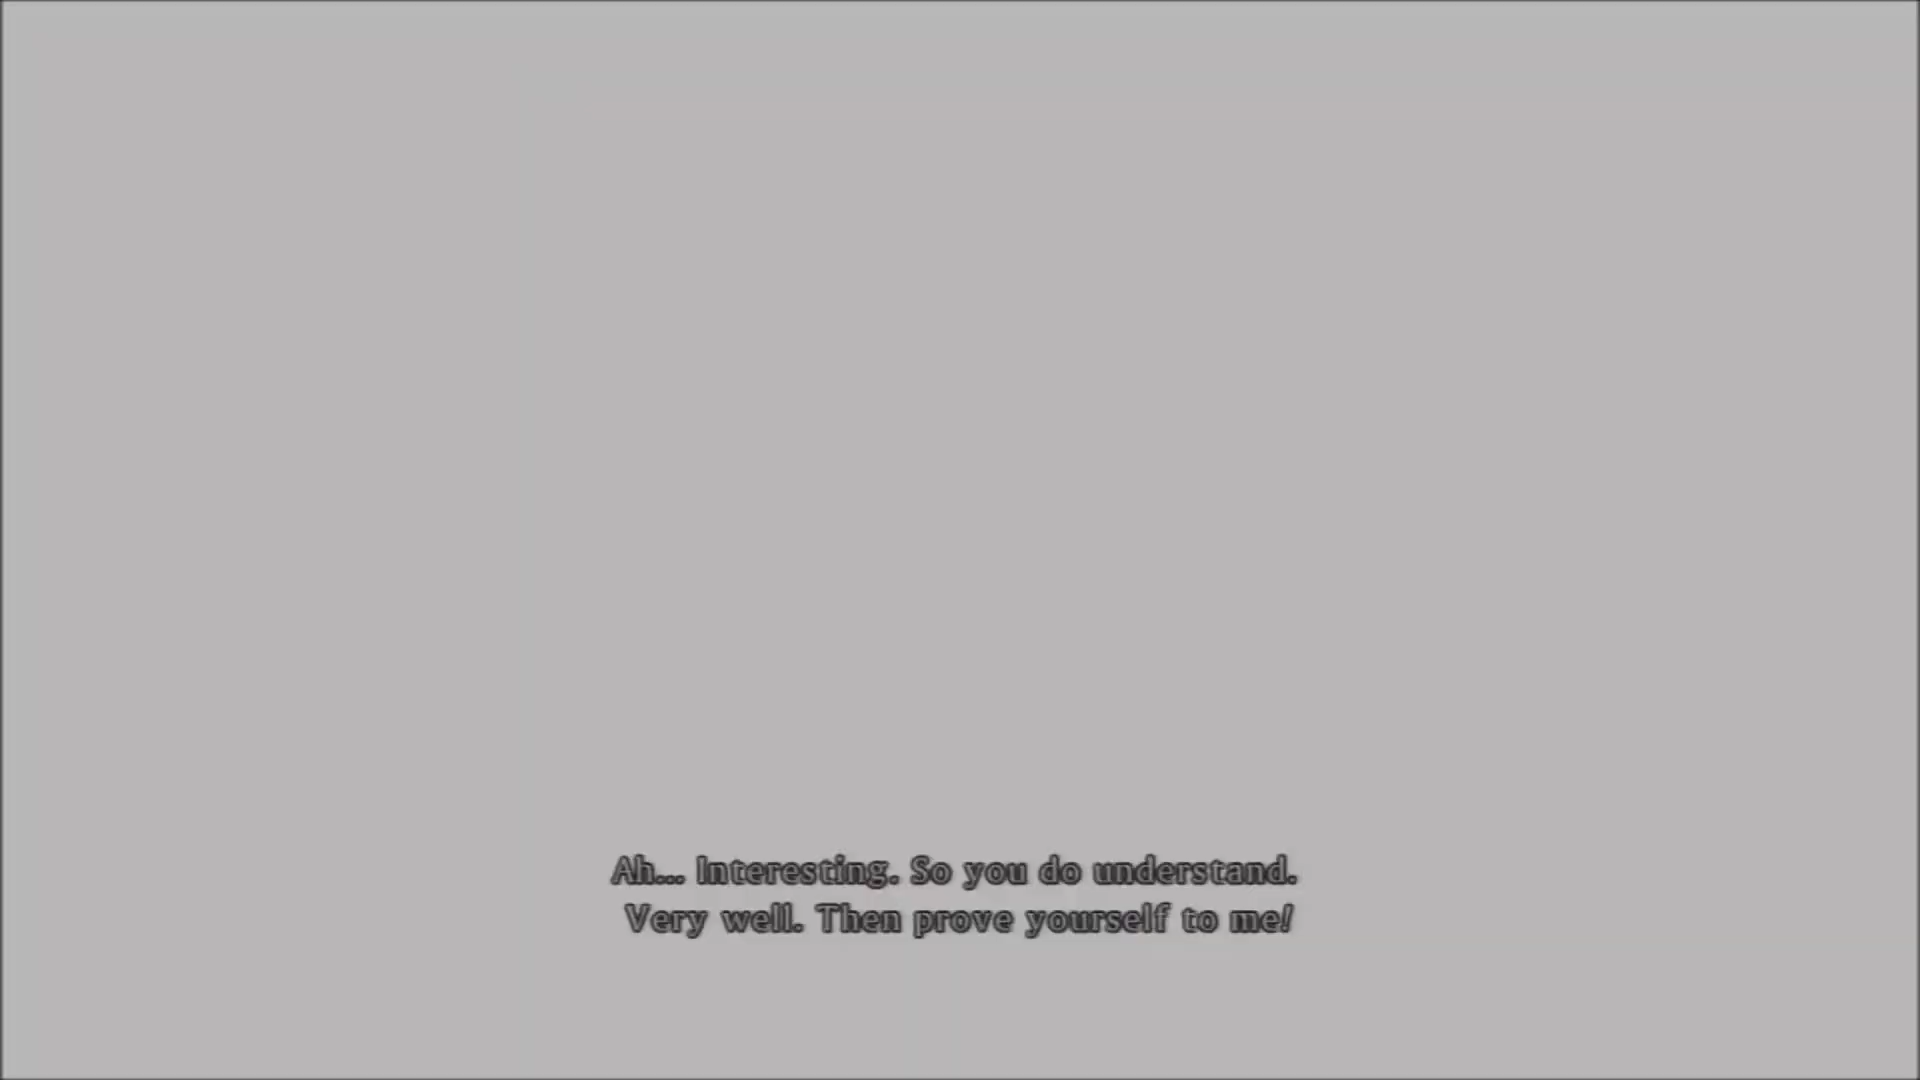 Ah... Interesting. So you do understand.
Very well. Then prove yourself to me!